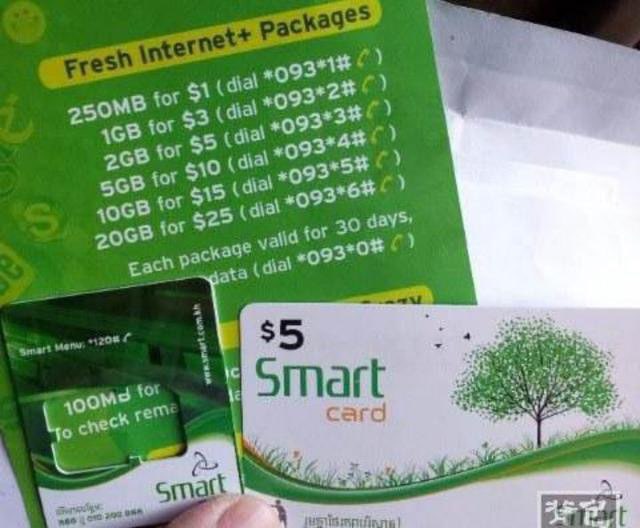 Fresh Internet+ Packages
250MB for $1 (dial *093*1# )
1GB for $3 (dial *093*2# )
2GB for $5 (dial *093*3# )
5GB for $10 (dial *093*4# )
10GB for $15 (dial *093*5# )
20GB for $25 (dial *093*6# )
Each package valid for 30 days,
data (dial *093*0# )
Smart Menu: *120#
www.smart.com.kh
100MB for
To check rema
Smart
$5
Smart
card
smart